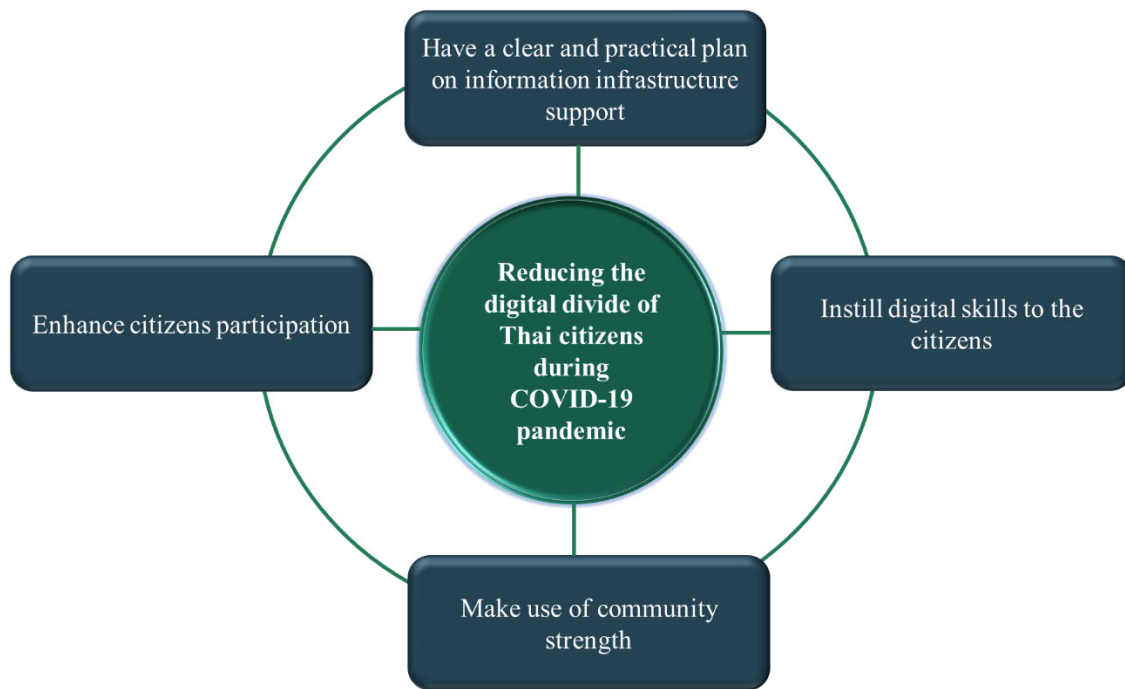 Have a clear and practical plan
on information infrastructure
support
Enhance citizens participation
Reducing the
digital divide of
Thai citizens
during
COVID-19
pandemic
Instill digital skills to the
citizens
Make use of community
strength